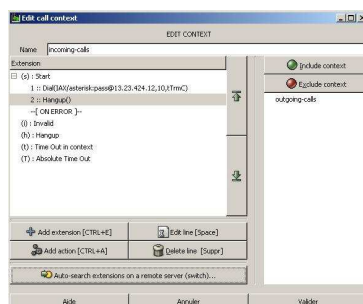 Edit call context
EDIT CONTEXT
Name incoming-calls
Extension
(s) : Start
1 :: Dial(IAX/asterisk:pass@13.23.424.12,10,tTrmC)
2 :: Hangup()
--[ ON ERROR ]--
(i) : Invalid
(h) : Hangup
(t) : Time Out in context
(T) : Absolute Time Out
Include context
Exclude context
outgoing-calls
Add extension [CTRL+E]
Edit line [Space]
Add action [CTRL+A]
Delete line [Suppr]
Auto-search extensions on a remote server (switch)...
Aide
Annuler
Valider